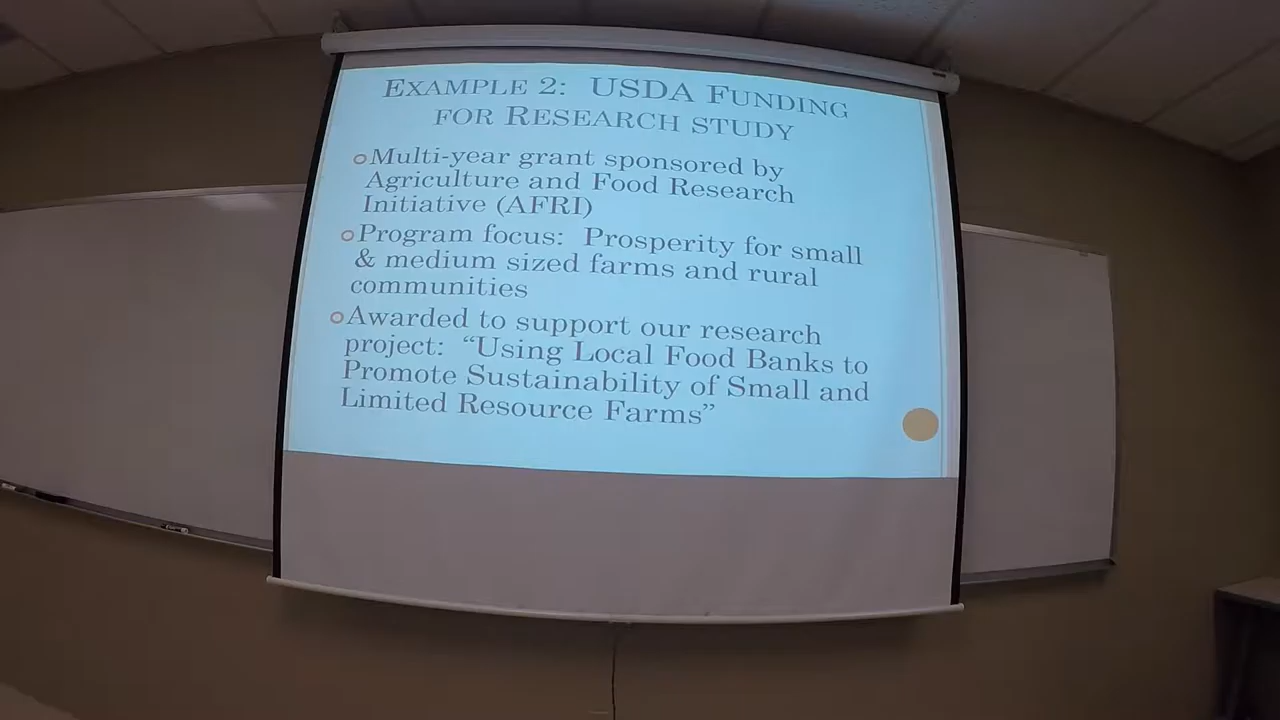 EXAMPLE 2: USDA FUNDING
FOR RESEARCH STUDY
Multi-year grant sponsored by
Agriculture and Food Research
Initiative (AFRI)
Program focus: Prosperity for small
& medium sized farms and rural
communities
Awarded to support our research
project: “Using Local Food Banks to
Promote Sustainability of Small and
Limited Resource Farms”